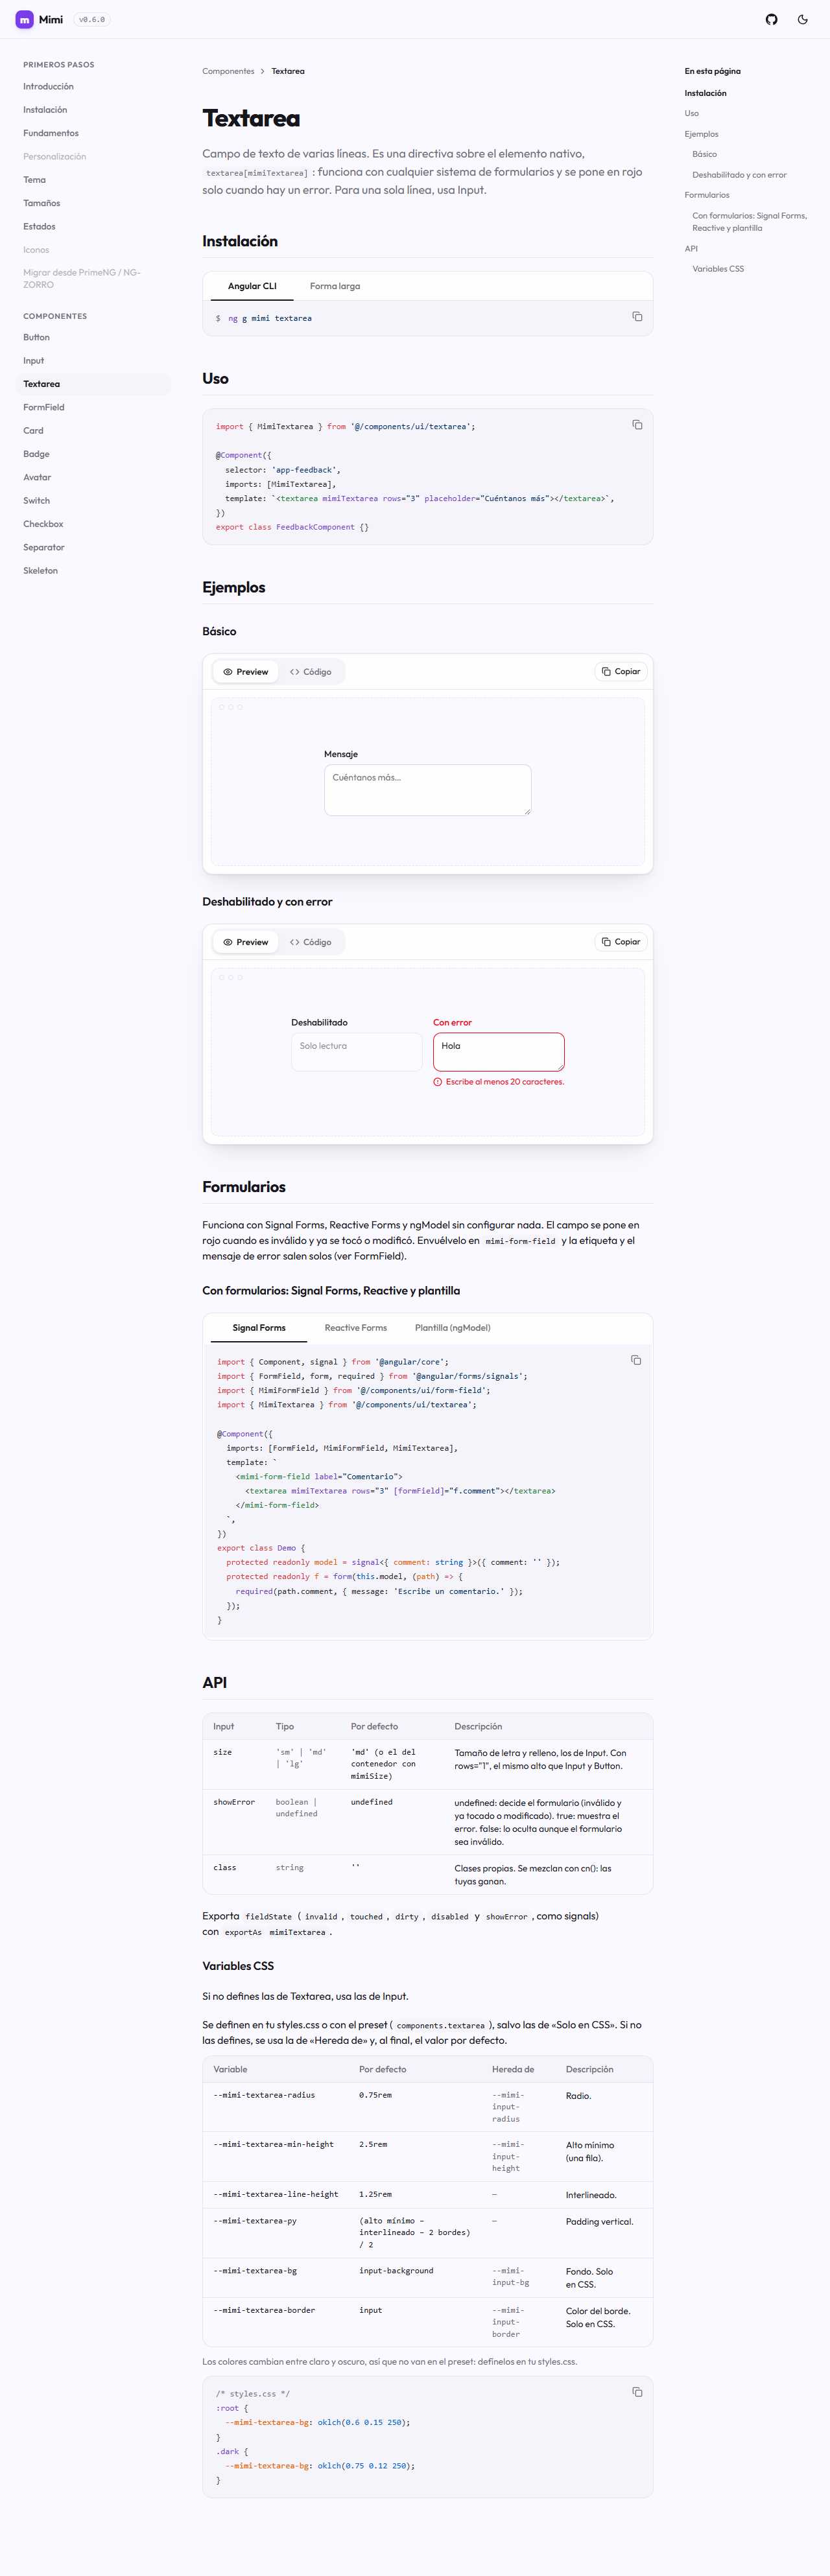 m Mimi v0.6.0
PRIMEROS PASOS
Introducción
Instalación
Fundamentos
Personalización
Tema
Tamaños
Estados
Iconos
Migrar desde PrimeNG / NG-
ZORRO
COMPONENTES
Button
Input
Textarea
FormField
Card
Badge
Avatar
Switch
Checkbox
Separator
Skeleton
Componentes > Textarea
Textarea
Campo de texto de varias líneas. Es una directiva sobre el elemento nativo,
textarea[mimiTextarea] : funciona con cualquier sistema de formularios y se pone en rojo
solo cuando hay un error. Para una sola línea, usa Input.
Instalación
Angular CLI Forma larga
$ ng g mimi textarea
Uso
import { MimiTextarea } from '@/components/ui/textarea';
@Component({
selector: 'app-feedback',
imports: [MimiTextarea],
template: `<textarea mimiTextarea rows="3" placeholder="Cuéntanos más"></textarea>`,
})
export class FeedbackComponent {}
Ejemplos
Básico
Preview Código Copiar
Mensaje
Cuéntanos más…
Deshabilitado y con error
Preview Código Copiar
Deshabilitado Con error
Solo lectura Hola
Escribe al menos 20 caracteres.
Formularios
Funciona con Signal Forms, Reactive Forms y ngModel sin configurar nada. El campo se pone en
rojo cuando es inválido y ya se tocó o modificó. Envuélvelo en mimi-form-field y la etiqueta y el
mensaje de error salen solos (ver FormField).
Con formularios: Signal Forms, Reactive y plantilla
Signal Forms Reactive Forms Plantilla (ngModel)
import { Component, signal } from '@angular/core';
import { FormField, form, required } from '@angular/forms/signals';
import { MimiFormField } from '@/components/ui/form-field';
import { MimiTextarea } from '@/components/ui/textarea';
@Component({
imports: [FormField, MimiFormField, MimiTextarea],
template: `
<mimi-form-field label="Comentario">
<textarea mimiTextarea rows="3" [formField]="f.comment"></textarea>
</mimi-form-field>
`,
})
export class Demo {
protected readonly model = signal<{ comment: string }>({ comment: '' });
protected readonly f = form(this.model, (path) => {
required(path.comment, { message: 'Escribe un comentario.' });
});
}
API
Input Tipo Por defecto Descripción
size 'sm' | 'md' | 'lg' 'md' (o el del contenedor con mimiSize) Tamaño de letra y relleno, los de Input. Con rows="1", el mismo alto que Input y Button.
showError boolean | undefined undefined undefined: decide el formulario (inválido y ya tocado o modificado). true: muestra el error. false: lo oculta aunque el formulario sea inválido.
class string '' Clases propias. Se mezclan con cn(): las tuyas ganan.
Exporta fieldState ( invalid , touched , dirty , disabled y showError , como signals)
con exportAs mimiTextarea .
Variables CSS
Si no defines las de Textarea, usa las de Input.
Se definen en tu styles.css o con el preset ( components.textarea ), salvo las de «Solo en CSS». Si no
las defines, se usa la de «Hereda de» y, al final, el valor por defecto.
Variable Por defecto Hereda de Descripción
--mimi-textarea-radius 0.75rem --mimi-input-radius Radio.
--mimi-textarea-min-height 2.5rem --mimi-input-height Alto mínimo (una fila).
--mimi-textarea-line-height 1.25rem — Interlineado.
--mimi-textarea-py (alto mínimo − interlineado − 2 bordes) / 2 — Padding vertical.
--mimi-textarea-bg input-background --mimi-input-bg Fondo. Solo en CSS.
--mimi-textarea-border input --mimi-input-border Color del borde. Solo en CSS.
Los colores cambian entre claro y oscuro, así que no van en el preset: defínelos en tu styles.css.
/* styles.css */
:root {
--mimi-textarea-bg: oklch(0.6 0.15 250);
}
.dark {
--mimi-textarea-bg: oklch(0.75 0.12 250);
}
En esta página
Instalación
Uso
Ejemplos
Básico
Deshabilitado y con error
Formularios
Con formularios: Signal Forms,
Reactive y plantilla
API
Variables CSS